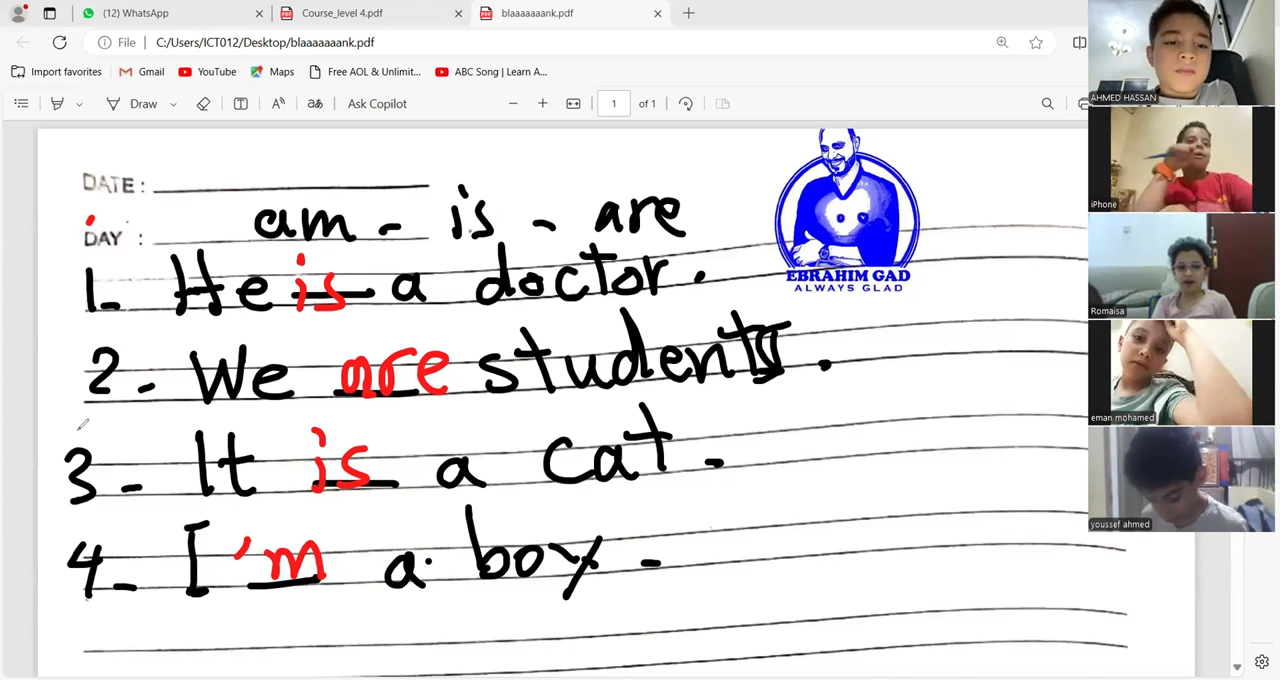 (12) WhatsApp
Course_level 4.pdf
blaaaaaaank.pdf
File C:/Users/ICT012/Desktop/blaaaaaaank.pdf
Import favorites Gmail YouTube Maps Free AOL & Unlimit... ABC Song | Learn A...
Draw aあ Ask Copilot 1 of 1
DATE:
DAY :
am - is - are
EBRAHIM GAD
ALWAYS GLAD
1- He is a doctor.
2- We are students.
3- It is a cat.
4- I'm a boy.
AHMED HASSAN
iPhone
Romaisa
eman mohamed
youssef ahmed